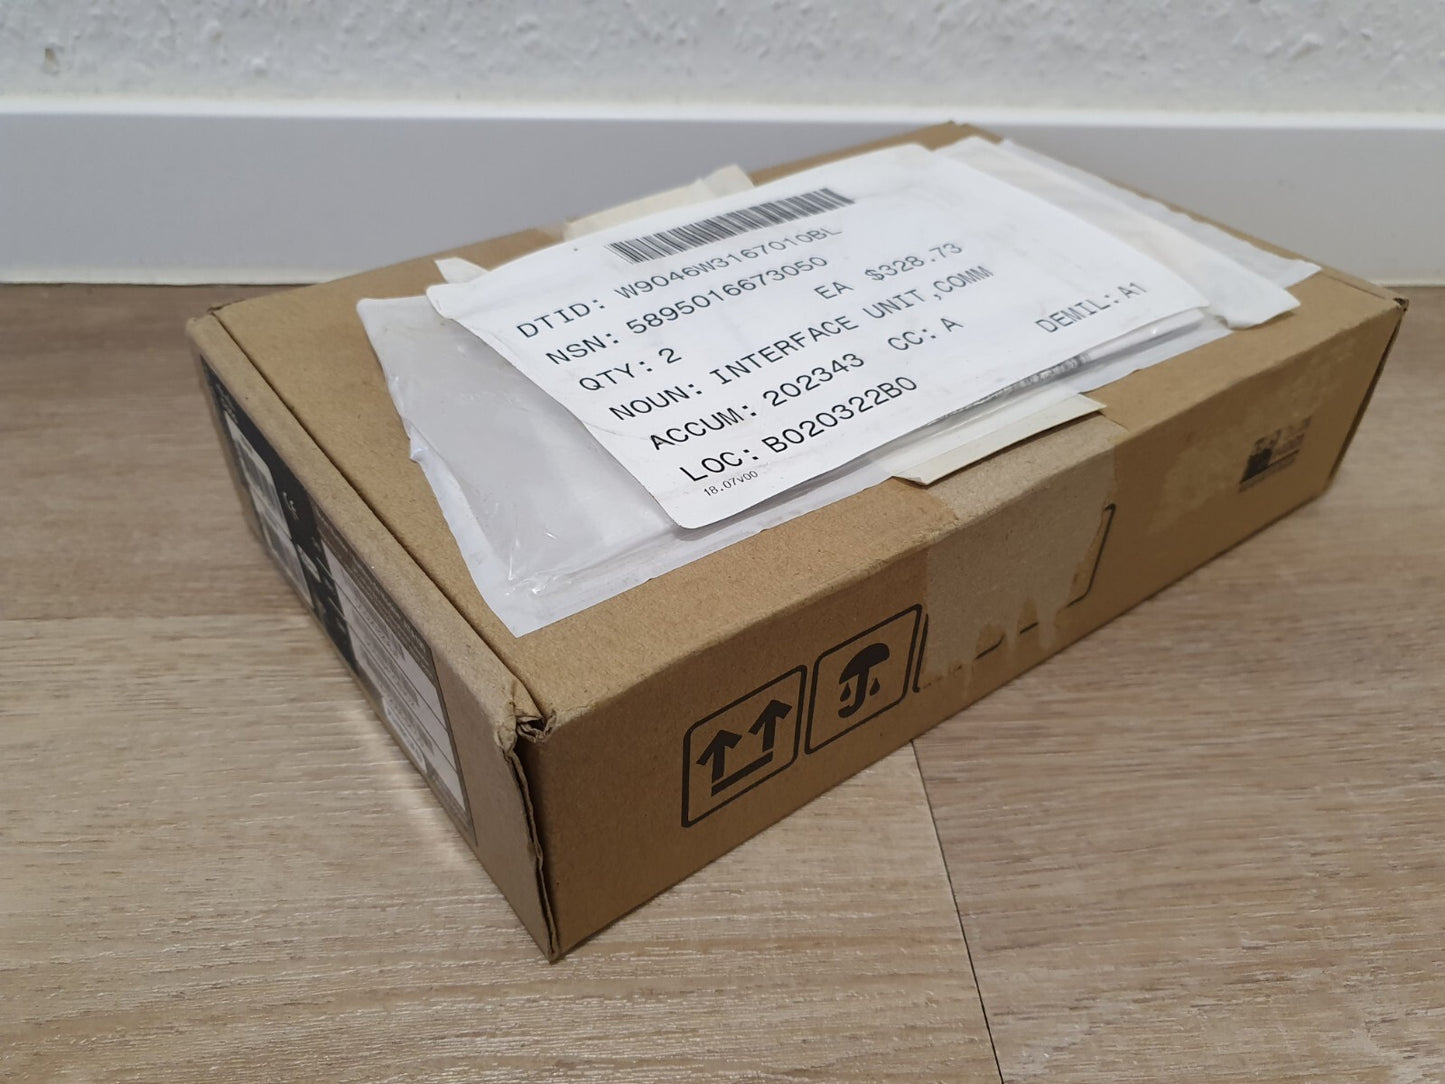 DTID: W9046W3167010BL
NSN: 5895016673050
QTY: 2 EA $328.73
NOUN: INTERFACE UNIT,COMM
ACCUM: 202343 CC: A DEMIL: A1
LOC: B020322B0
18.07v00